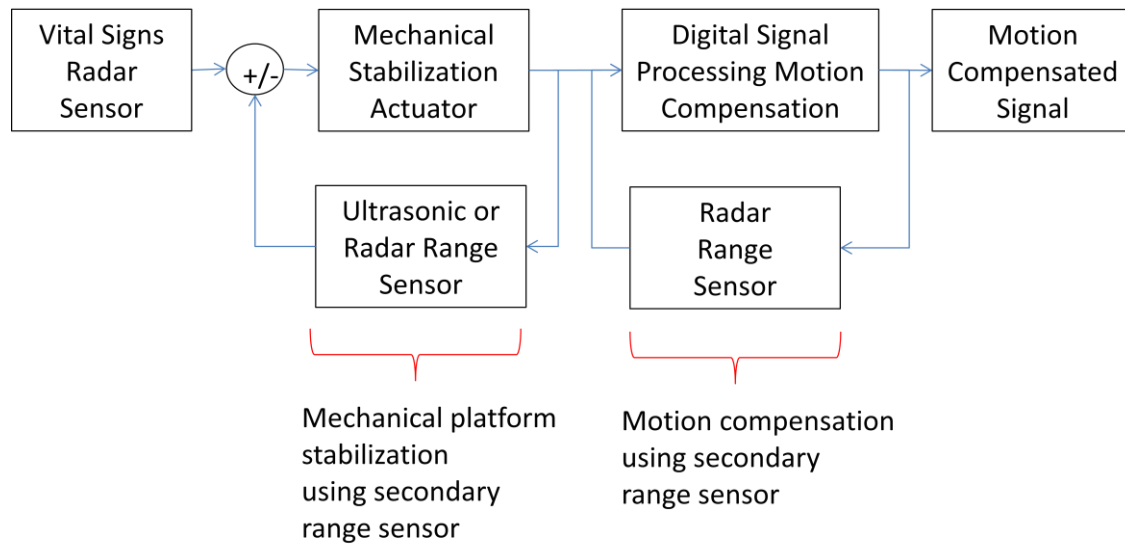 Vital Signs
Radar
Sensor
+/-
Mechanical
Stabilization
Actuator
Digital Signal
Processing Motion
Compensation
Motion
Compensated
Signal
Ultrasonic or
Radar Range
Sensor
Radar
Range
Sensor
Mechanical platform
stabilization
using secondary
range sensor
Motion compensation
using secondary
range sensor